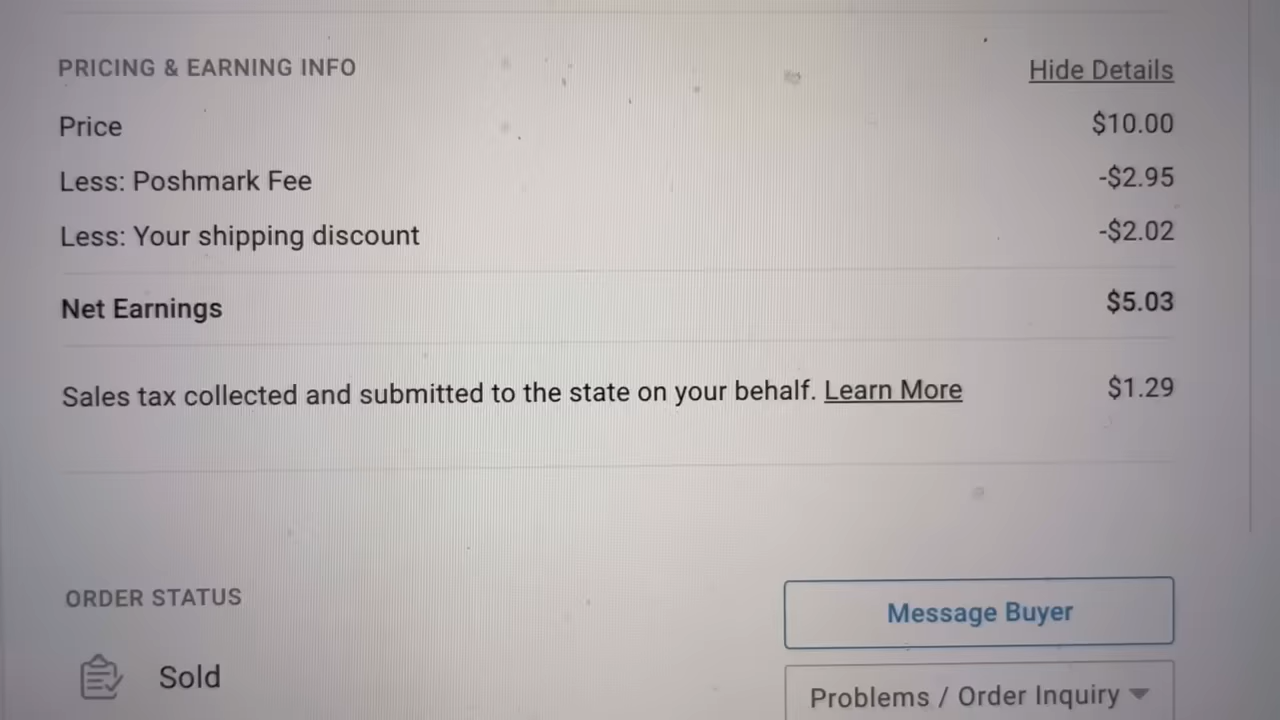 PRICING & EARNING INFO
Hide Details
Price $10.00
Less: Poshmark Fee -$2.95
Less: Your shipping discount -$2.02
Net Earnings $5.03
Sales tax collected and submitted to the state on your behalf. Learn More $1.29
ORDER STATUS
Message Buyer
Sold
Problems / Order Inquiry